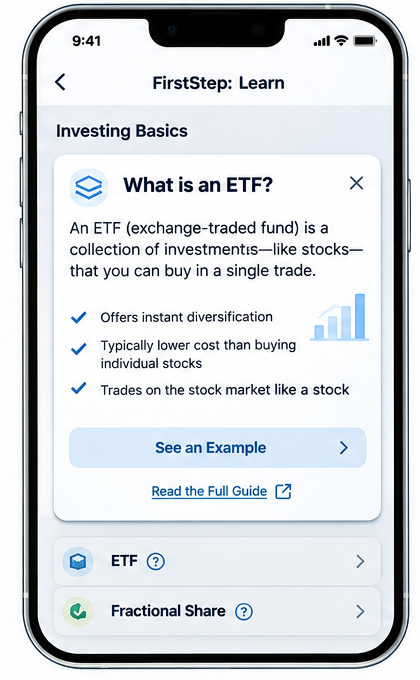 9:41
FirstStep: Learn
Investing Basics
What is an ETF?
An ETF (exchange-traded fund) is a
collection of investmentıs—like stocks—
that you can buy in a single trade.
Offers instant diversification
Typically lower cost than buying
individual stocks
Trades on the stock market like a stock
See an Example
Read the Full Guide
ETF ?
Fractional Share ?